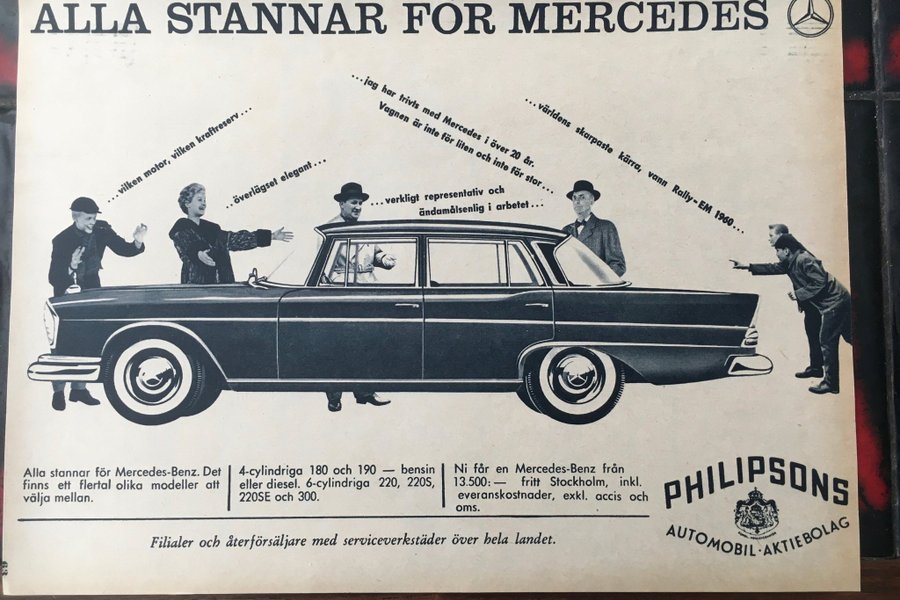 ALLA STANNAR FÖR MERCEDES
...jag har trivts med Mercedes i över 20 år.
Vagnen är inte för liten och inte för stor...
...världens skarpaste kärra, vann Rally-EM 1960...
...vilken motor, vilken kraftreserv...
...överlägset elegant...
...verkligt representativ och
ändamålsenlig i arbetet...
Alla stannar för Mercedes-Benz. Det
finns ett flertal olika modeller att
välja mellan.
4-cylindriga 180 och 190 — bensin
eller diesel. 6-cylindriga 220, 220S,
220SE och 300.
Ni får en Mercedes-Benz från
13.500:— fritt Stockholm, inkl.
everanskostnader, exkl. accis och
oms.
PHILIPSONS
AUTOMOBIL·AKTIEBOLAG
Filialer och återförsäljare med serviceverkstäder över hela landet.